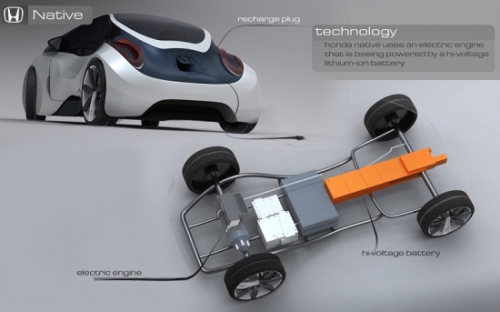 Native
recharge plug
technology
honda native uses an electric engine
that is beeing powered by a hi-voltage
lithium-ion battery
electric engine
hi-voltage battery